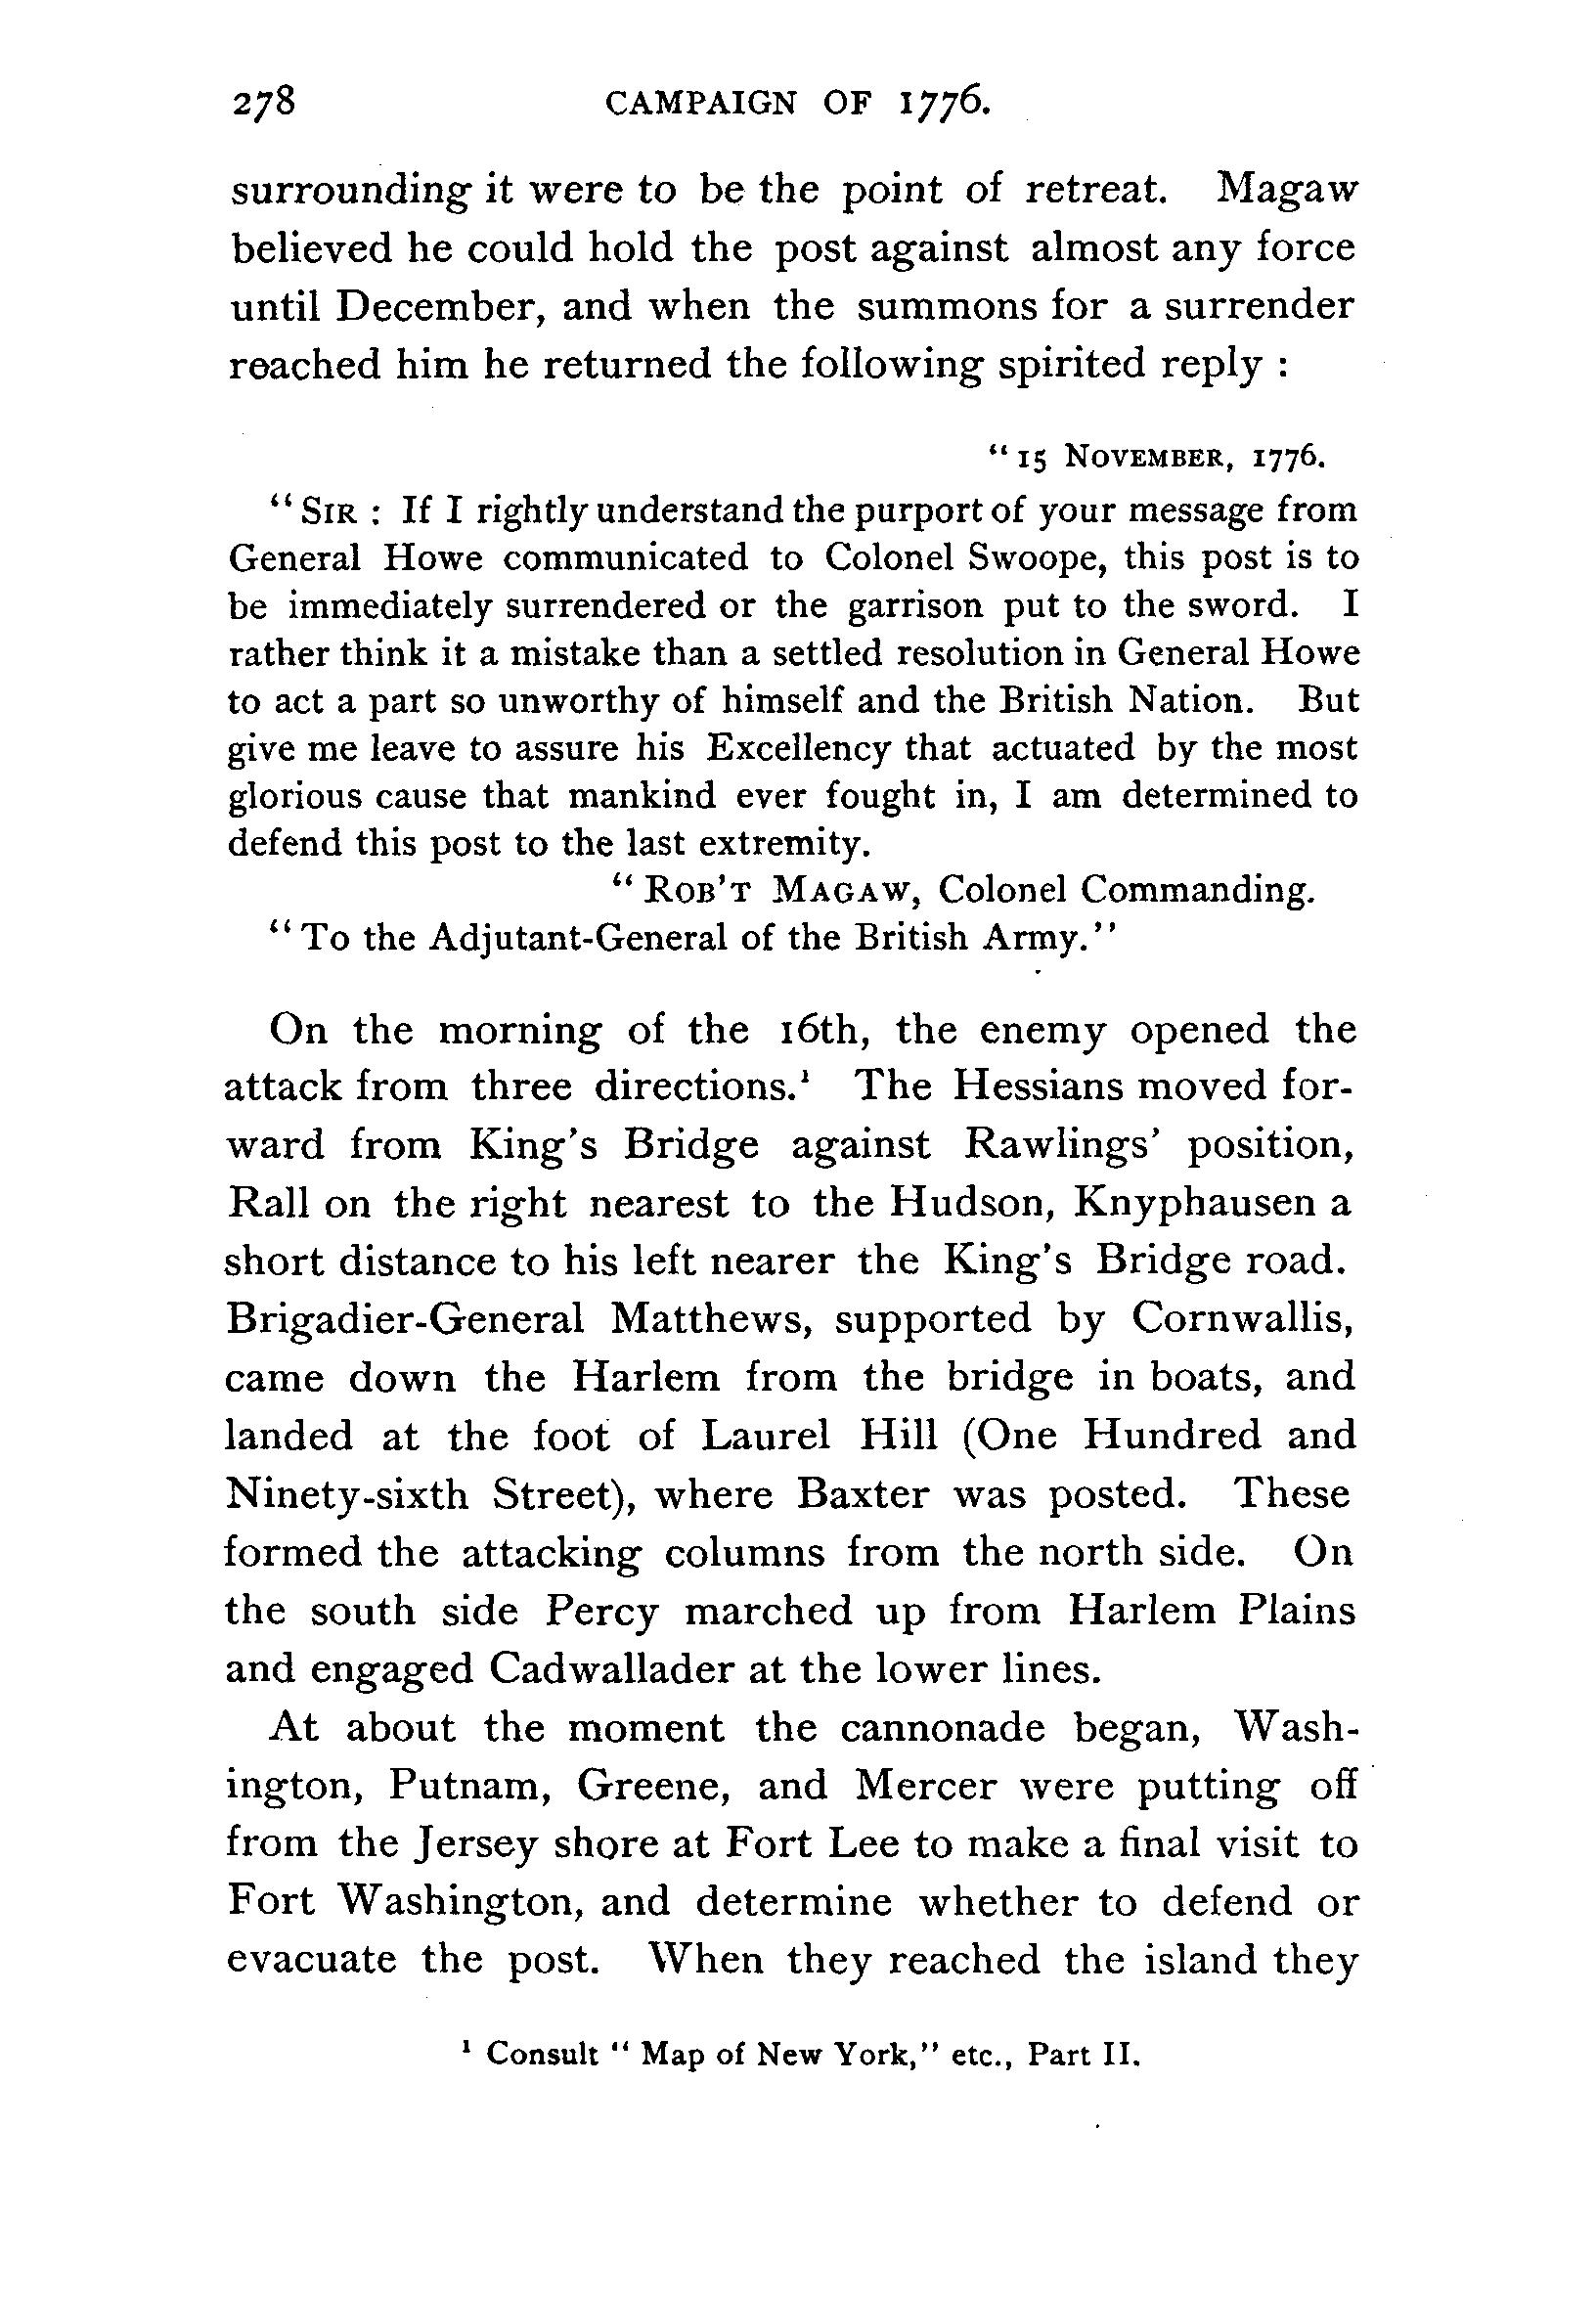 278 CAMPAIGN OF 1776.
surrounding it were to be the point of retreat. Magaw
believed he could hold the post against almost any force
until December, and when the summons for a surrender
reached him he returned the following spirited reply :
" 15 NOVEMBER, 1776.
" SIR : If I rightly understand the purport of your message from
General Howe communicated to Colonel Swoope, this post is to
be immediately surrendered or the garrison put to the sword. I
rather think it a mistake than a settled resolution in General Howe
to act a part so unworthy of himself and the British Nation. But
give me leave to assure his Excellency that actuated by the most
glorious cause that mankind ever fought in, I am determined to
defend this post to the last extremity.
" ROB'T MAGAW, Colonel Commanding.
" To the Adjutant-General of the British Army."
On the morning of the 16th, the enemy opened the
attack from three directions.¹ The Hessians moved for-
ward from King's Bridge against Rawlings' position,
Rall on the right nearest to the Hudson, Knyphausen a
short distance to his left nearer the King's Bridge road.
Brigadier-General Matthews, supported by Cornwallis,
came down the Harlem from the bridge in boats, and
landed at the foot of Laurel Hill (One Hundred and
Ninety-sixth Street), where Baxter was posted. These
formed the attacking columns from the north side. On
the south side Percy marched up from Harlem Plains
and engaged Cadwallader at the lower lines.
At about the moment the cannonade began, Wash-
ington, Putnam, Greene, and Mercer were putting off
from the Jersey shore at Fort Lee to make a final visit to
Fort Washington, and determine whether to defend or
evacuate the post. When they reached the island they
¹ Consult " Map of New York," etc., Part II.